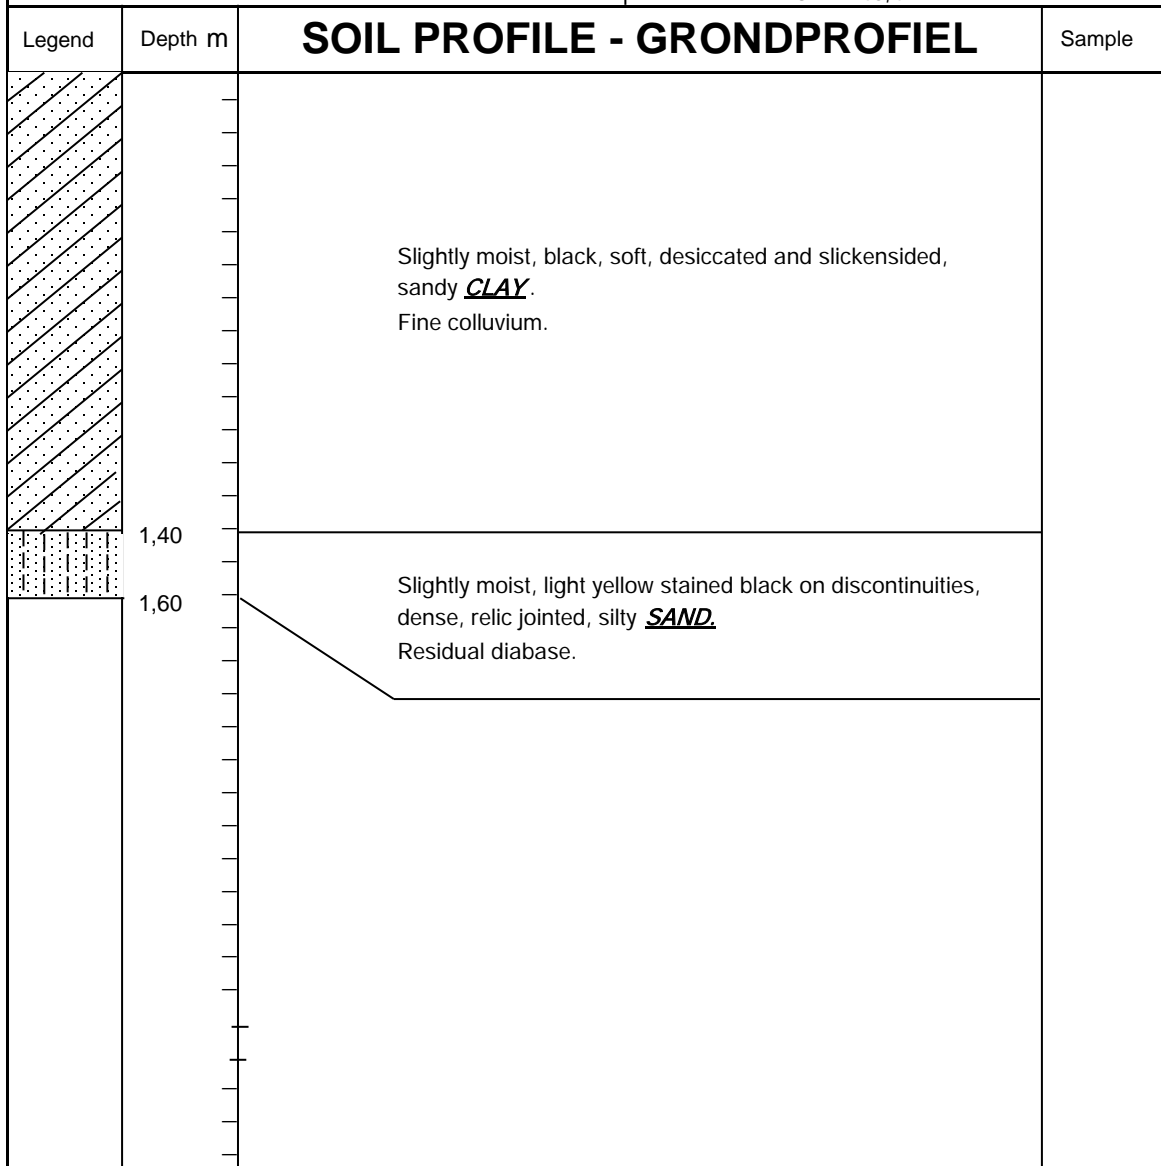 Legend
Depth m
SOIL PROFILE - GRONDPROFIEL
Sample
Slightly moist, black, soft, desiccated and slickensided,
sandy CLAY.
Fine colluvium.
1,40
Slightly moist, light yellow stained black on discontinuities,
1,60
dense, relic jointed, silty SAND.
Residual diabase.